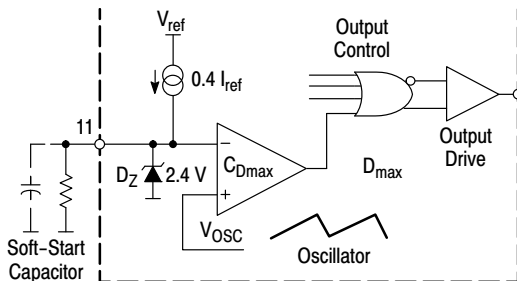 Vref
Output
Control
0.4 Iref
11
DZ
2.4 V
CDmax
Dmax
Output
Drive
VOSC
Oscillator
Soft-Start
Capacitor